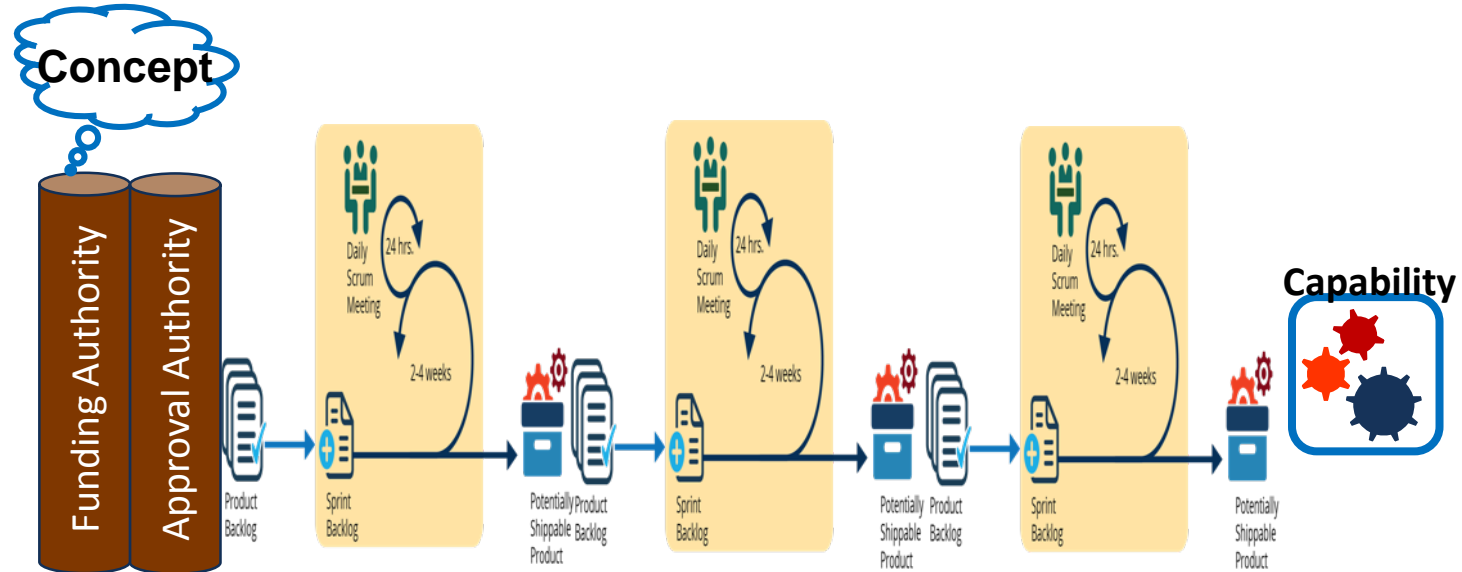 Concept
Funding Authority
Approval Authority
Product
Backlog
Daily
Scrum
Meeting
24 hrs.
2-4 weeks
Sprint
Backlog
Potentially
Shippable
Product
Product
Backlog
Daily
Scrum
Meeting
24 hrs.
2-4 weeks
Sprint
Backlog
Potentially
Shippable
Product
Product
Backlog
Daily
Scrum
Meeting
24 hrs.
2-4 weeks
Sprint
Backlog
Potentially
Shippable
Product
Capability